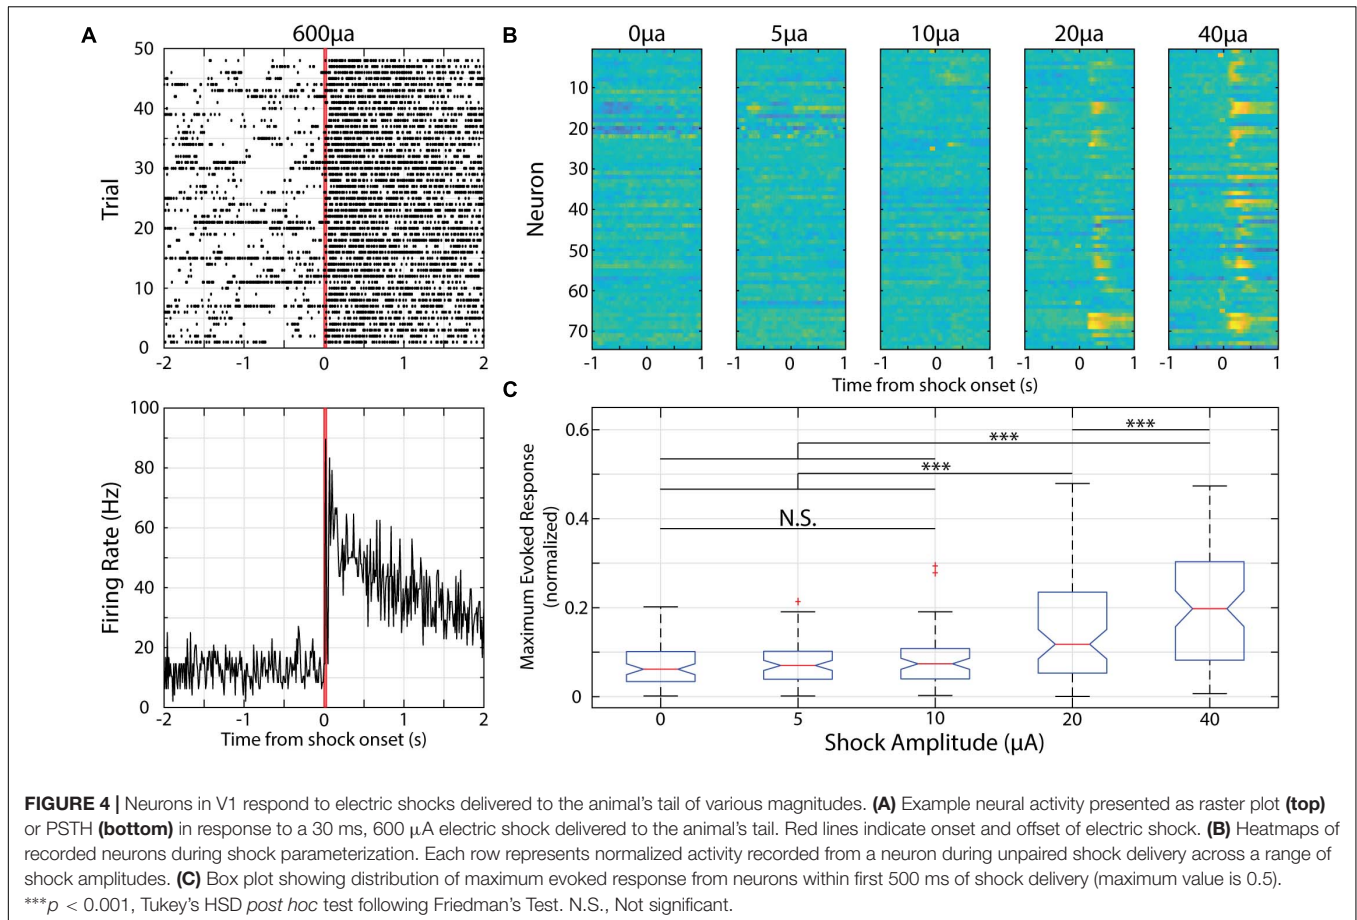 A
600µa
50
40
30
20
10
0
Trial
-2
-1
0
1
2
100
80
60
40
20
0
Firing Rate (Hz)
-2
-1
0
1
2
Time from shock onset (s)
B
0µa
5µa
10µa
20µa
40µa
10
20
30
40
50
60
70
Neuron
-1 0 1
-1 0 1
-1 0 1
-1 0 1
-1 0 1
Time from shock onset (s)
C
0.6
0.4
0.2
0
Maximum Evoked Response
(normalized)
***
***
***
N.S.
0
5
10
20
40
Shock Amplitude (µA)
FIGURE 4 | Neurons in V1 respond to electric shocks delivered to the animal's tail of various magnitudes. (A) Example neural activity presented as raster plot (top)
or PSTH (bottom) in response to a 30 ms, 600 µA electric shock delivered to the animal's tail. Red lines indicate onset and offset of electric shock. (B) Heatmaps of
recorded neurons during shock parameterization. Each row represents normalized activity recorded from a neuron during unpaired shock delivery across a range of
shock amplitudes. (C) Box plot showing distribution of maximum evoked response from neurons within first 500 ms of shock delivery (maximum value is 0.5).
***p < 0.001, Tukey's HSD post hoc test following Friedman's Test. N.S., Not significant.